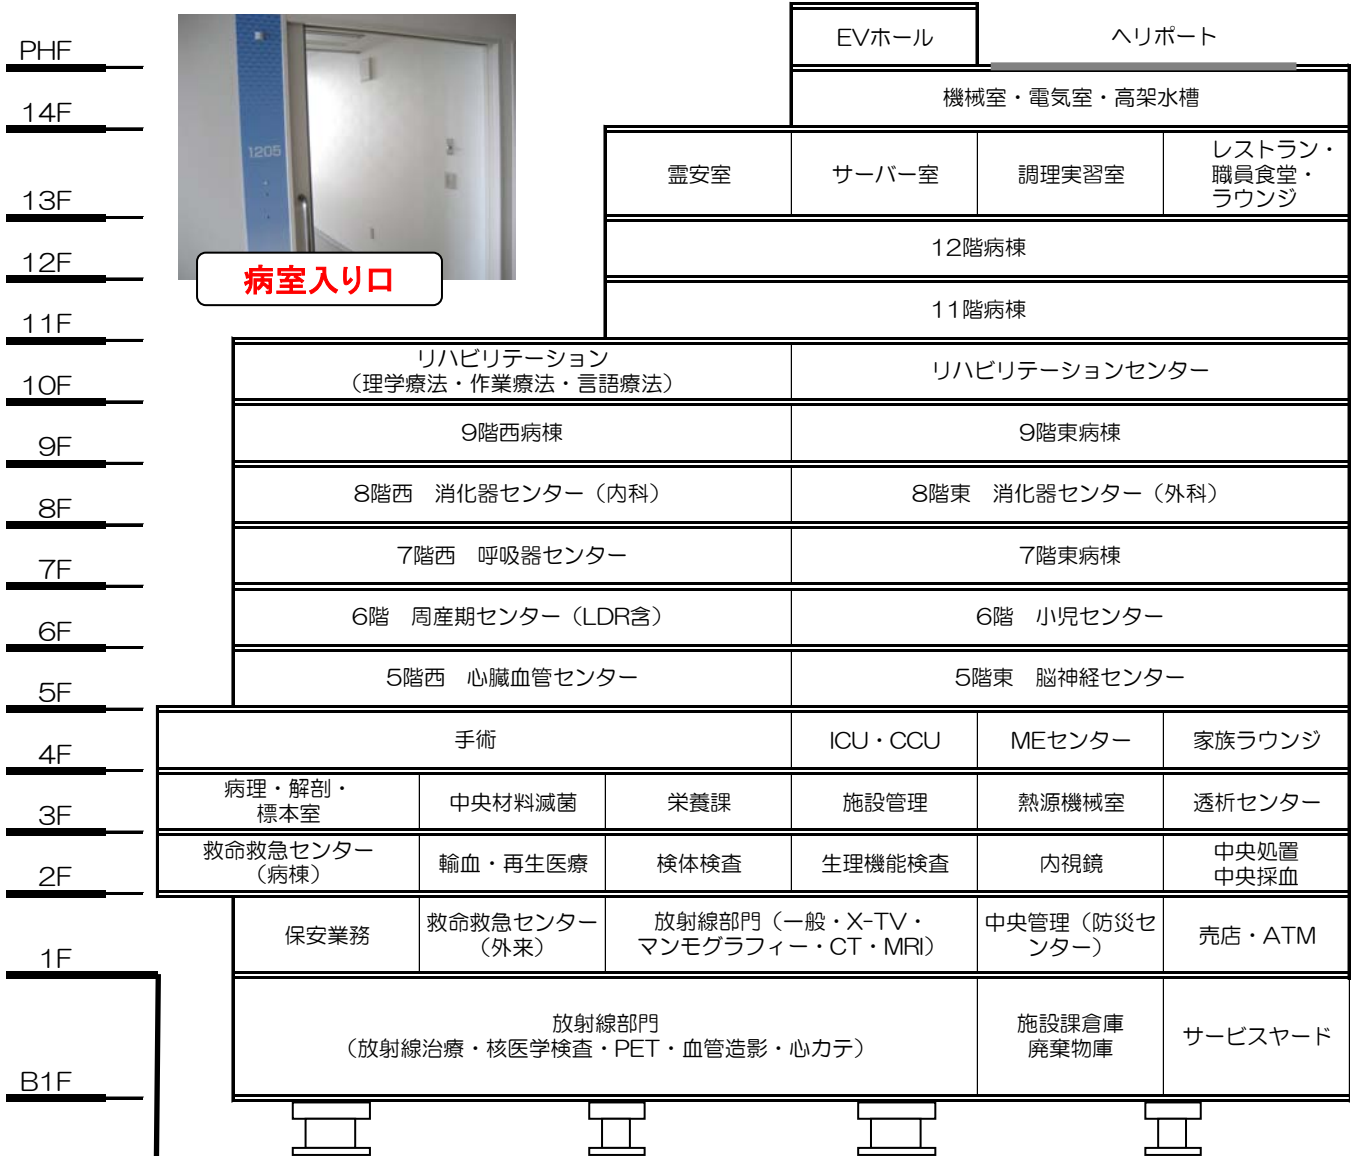 PHF
EVホール
ヘリポート
14F
機械室・電気室・高架水槽
1205
病室入り口
13F
霊安室
サーバー室
調理実習室
レストラン・
職員食堂・
ラウンジ
12F
12階病棟
11F
11階病棟
10F
リハビリテーション
（理学療法・作業療法・言語療法）
リハビリテーションセンター
9F
9階西病棟
9階東病棟
8F
8階西　消化器センター（内科）
8階東　消化器センター（外科）
7F
7階西　呼吸器センター
7階東病棟
6F
6階　周産期センター（LDR含）
6階　小児センター
5F
5階西　心臓血管センター
5階東　脳神経センター
4F
手術
ICU・CCU
MEセンター
家族ラウンジ
3F
病理・解剖・
標本室
中央材料滅菌
栄養課
施設管理
熱源機械室
透析センター
2F
救命救急センター
（病棟）
輸血・再生医療
検体検査
生理機能検査
内視鏡
中央処置
中央採血
1F
保安業務
救命救急センター
（外来）
放射線部門（一般・X-TV・
マンモグラフィー・CT・MRI）
中央管理（防災セ
ンター）
売店・ATM
B1F
放射線部門
（放射線治療・核医学検査・PET・血管造影・心カテ）
施設課倉庫
廃棄物庫
サービスヤード